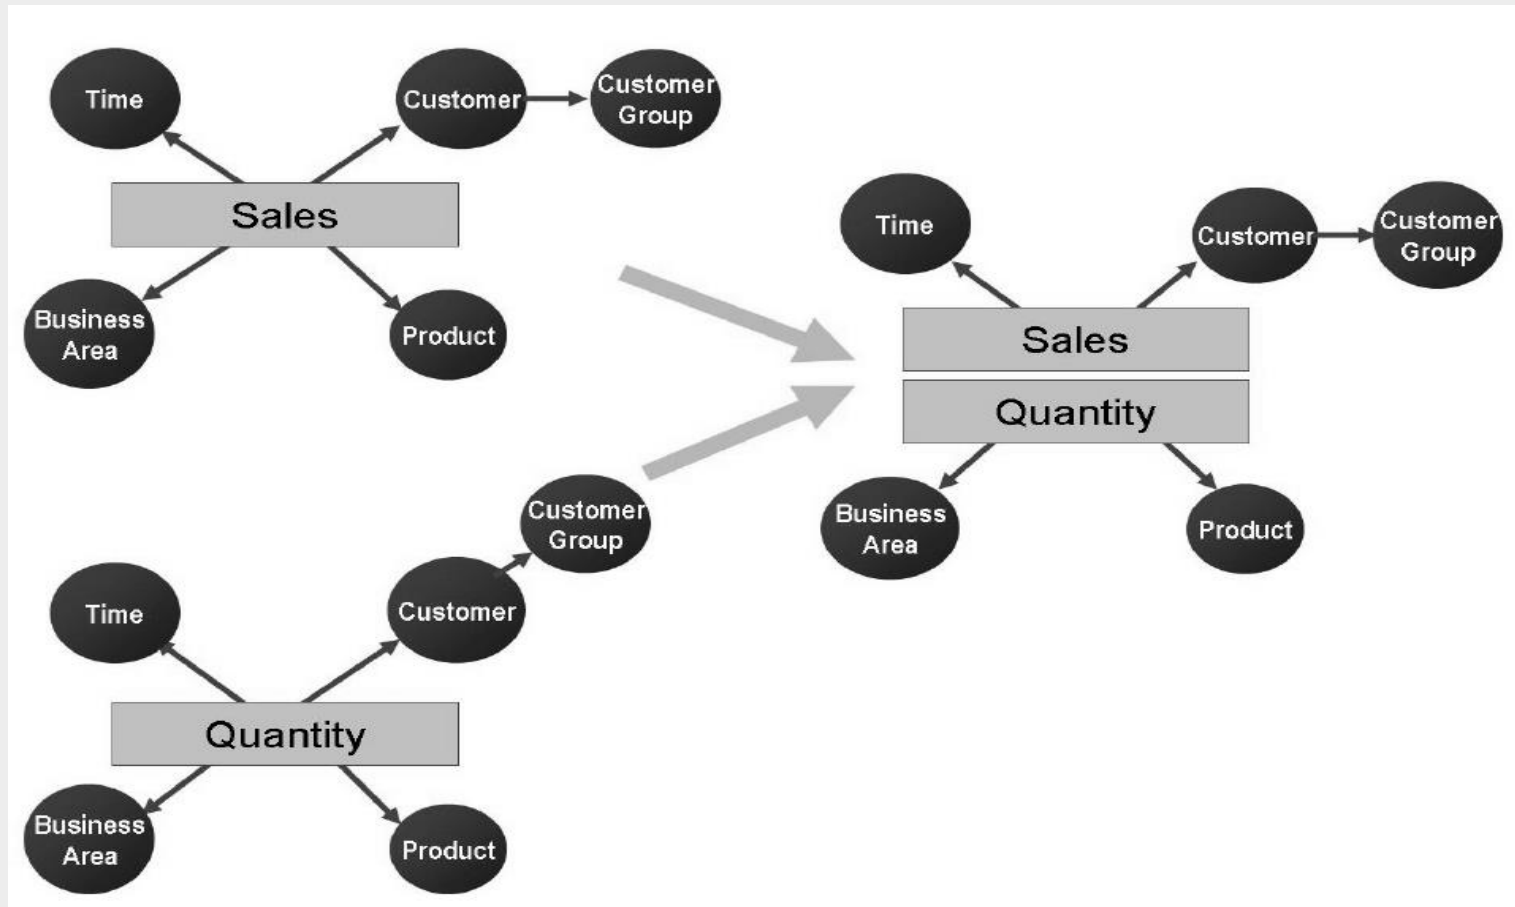 Time
Customer
Customer
Group
Sales
Business
Area
Product
Time
Customer
Customer
Group
Sales
Quantity
Business
Area
Product
Customer
Group
Time
Customer
Quantity
Business
Area
Product